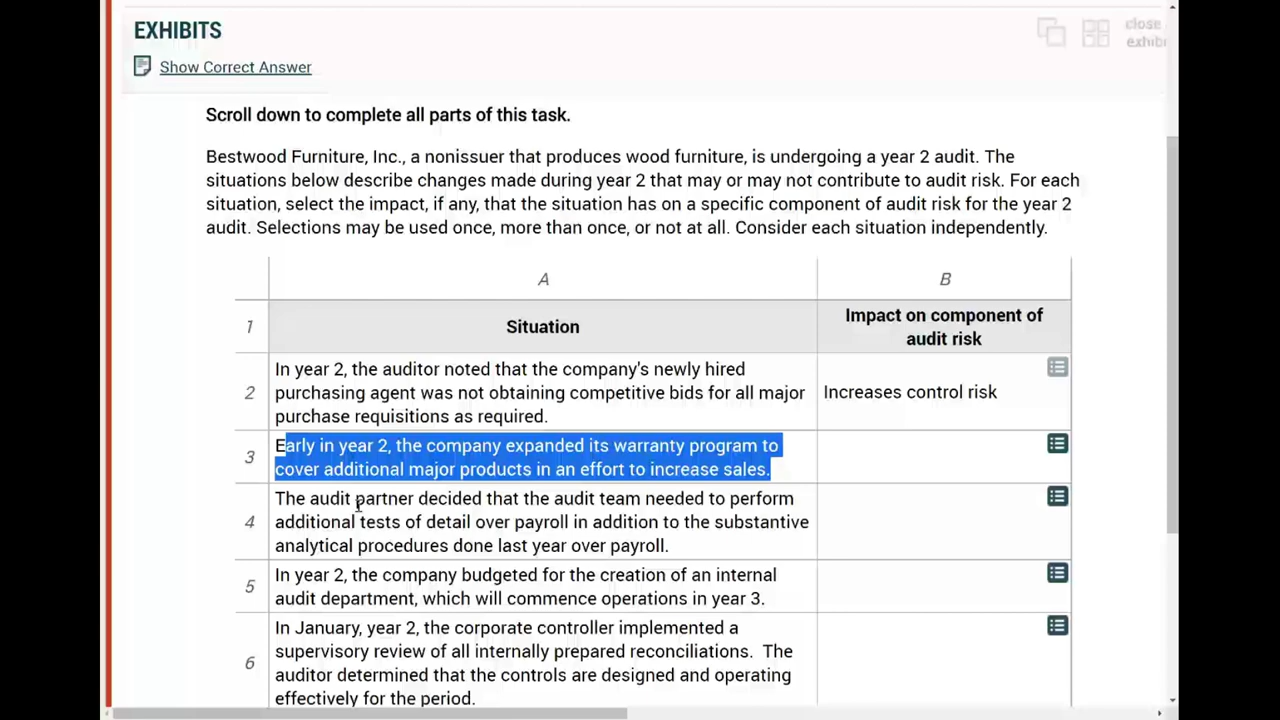 EXHIBITS
close
exhib
Show Correct Answer
Scroll down to complete all parts of this task.
Bestwood Furniture, Inc., a nonissuer that produces wood furniture, is undergoing a year 2 audit. The
situations below describe changes made during year 2 that may or may not contribute to audit risk. For each
situation, select the impact, if any, that the situation has on a specific component of audit risk for the year 2
audit. Selections may be used once, more than once, or not at all. Consider each situation independently.
A
B
1
Situation
Impact on component of
audit risk
2
In year 2, the auditor noted that the company's newly hired
purchasing agent was not obtaining competitive bids for all major
purchase requisitions as required.
Increases control risk
3
Early in year 2, the company expanded its warranty program to
cover additional major products in an effort to increase sales.
4
The audit partner decided that the audit team needed to perform
additional tests of detail over payroll in addition to the substantive
analytical procedures done last year over payroll.
5
In year 2, the company budgeted for the creation of an internal
audit department, which will commence operations in year 3.
6
In January, year 2, the corporate controller implemented a
supervisory review of all internally prepared reconciliations.  The
auditor determined that the controls are designed and operating
effectively for the period.